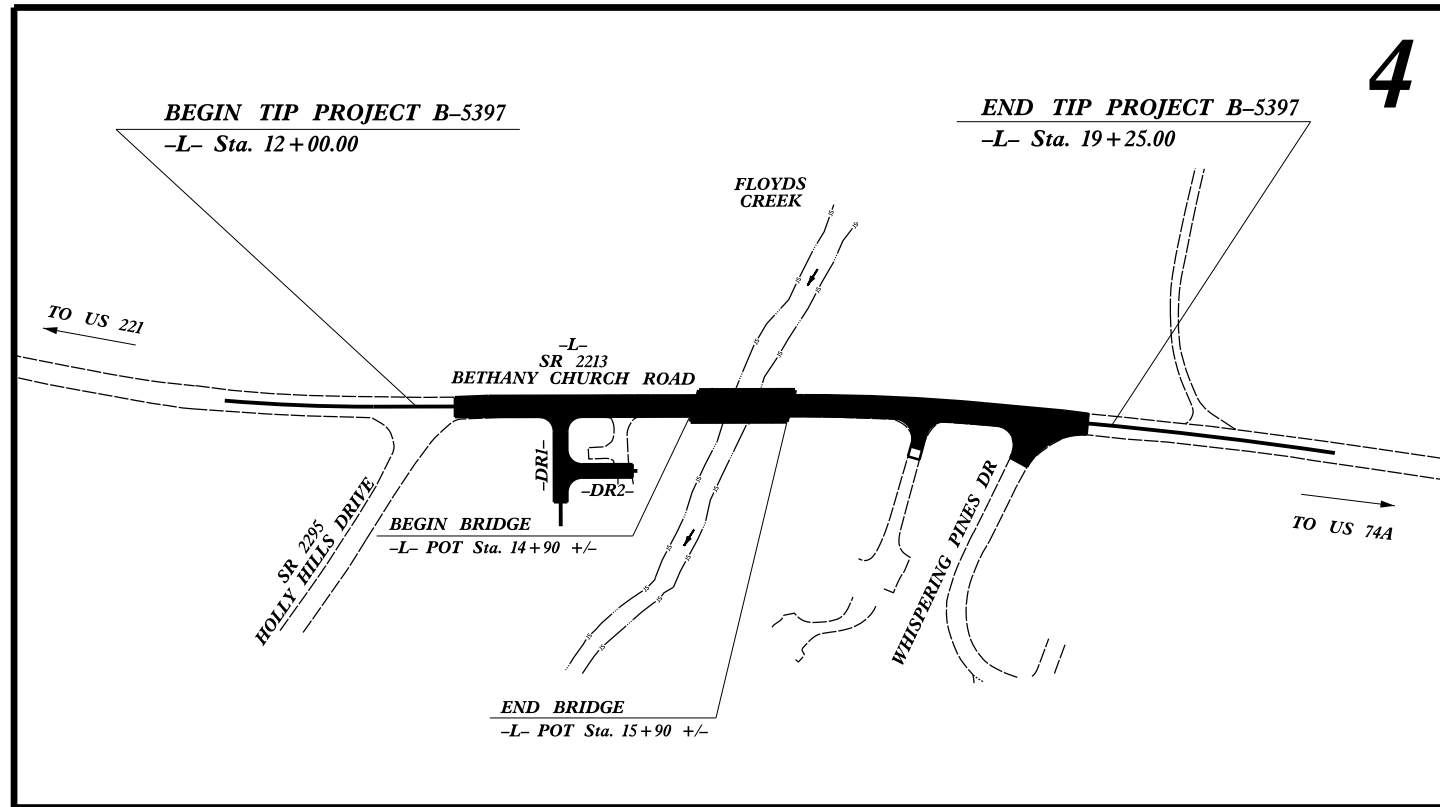 4
BEGIN TIP PROJECT B–5397
–L– Sta. 12+00.00
END TIP PROJECT B–5397
–L– Sta. 19+25.00
FLOYDS
CREEK
TO US 221
–L–
SR 2213
BETHANY CHURCH ROAD
–DR1–
–DR2–
SR 2295
HOLLY HILLS DRIVE
BEGIN BRIDGE
–L– POT Sta. 14+90 +/–
WHISPERING PINES DR
TO US 74A
END BRIDGE
–L– POT Sta. 15+90 +/–